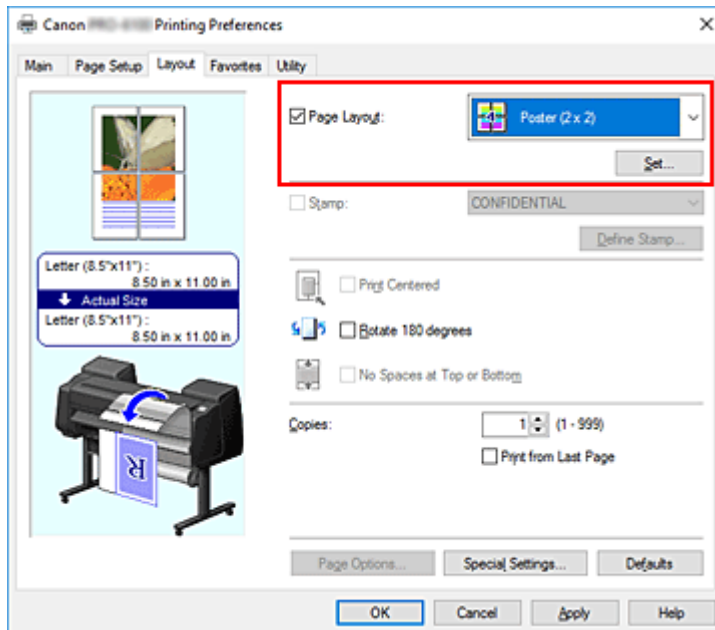 Canon Printing Preferences
Main Page Setup Layout Favorites Utility
Page Layout: 4 Poster (2 x 2)
Set...
Stamp: CONFIDENTIAL
Define Stamp...
Letter (8.5"x11") :
8.50 in x 11.00 in
Actual Size
Letter (8.5"x11") :
8.50 in x 11.00 in
Print Centered
Rotate 180 degrees
No Spaces at Top or Bottom
Copies: 1 (1 - 999)
Print from Last Page
R
Page Options... Special Settings... Defaults
OK Cancel Apply Help